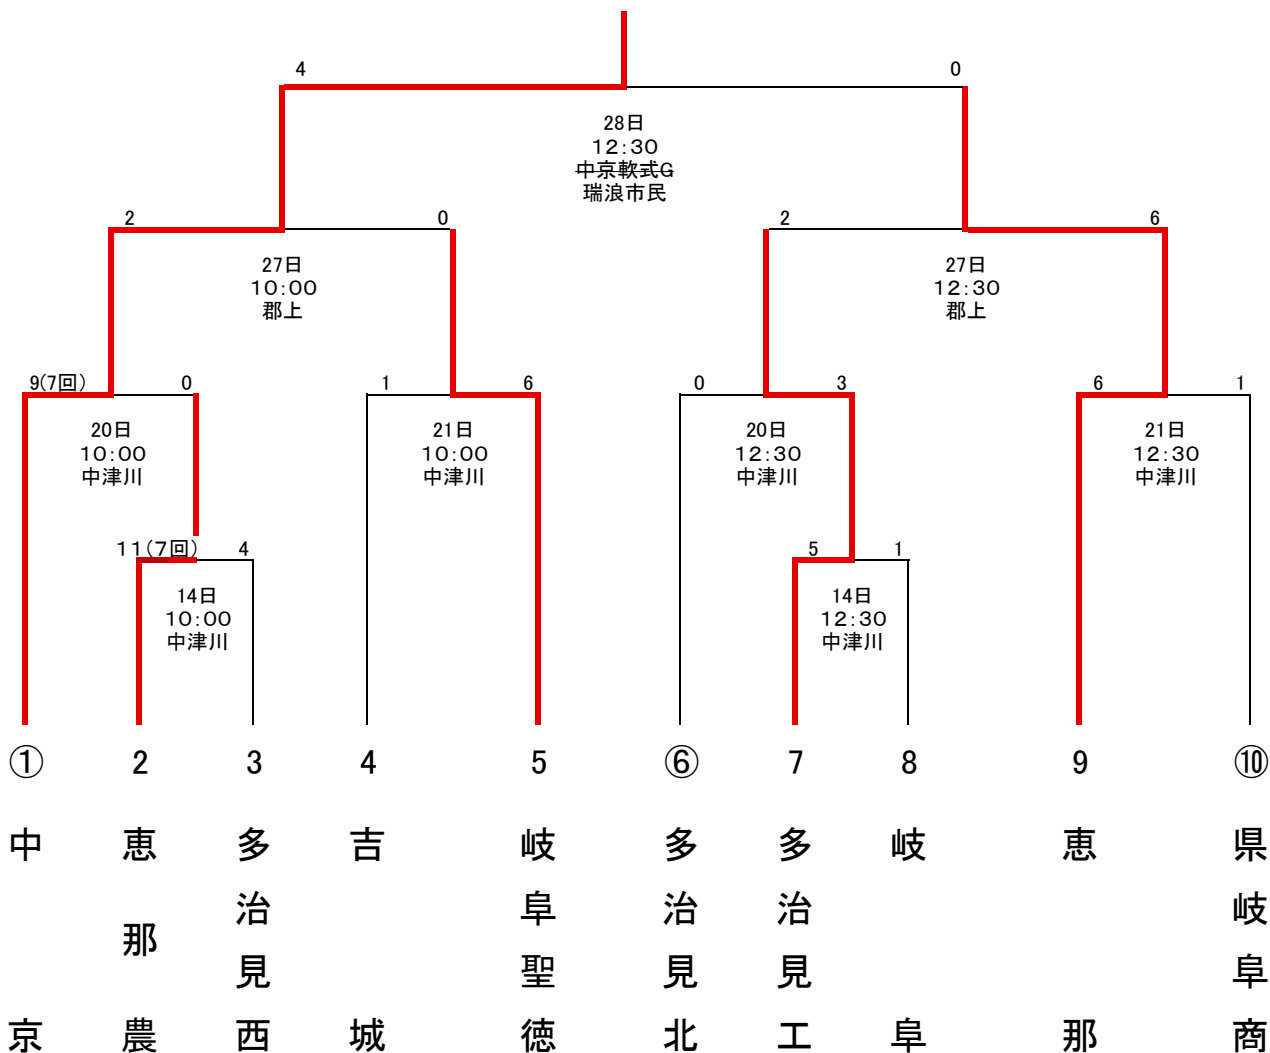 4 0
28日
12:30
中京軟式G
瑞浪市民
2 0 2 6
27日
10:00
郡上
27日
12:30
郡上
9(7回) 0 1 6 0 3 6 1
20日
10:00
中津川
21日
10:00
中津川
20日
12:30
中津川
21日
12:30
中津川
11(7回) 4 5 1
14日
10:00
中津川
14日
12:30
中津川
① 2 3 4 5 ⑥ 7 8 9 ⑩
中京
恵那農
多治見西
吉城
岐阜聖徳
多治見北
多治見工
岐阜
恵那
県岐阜商